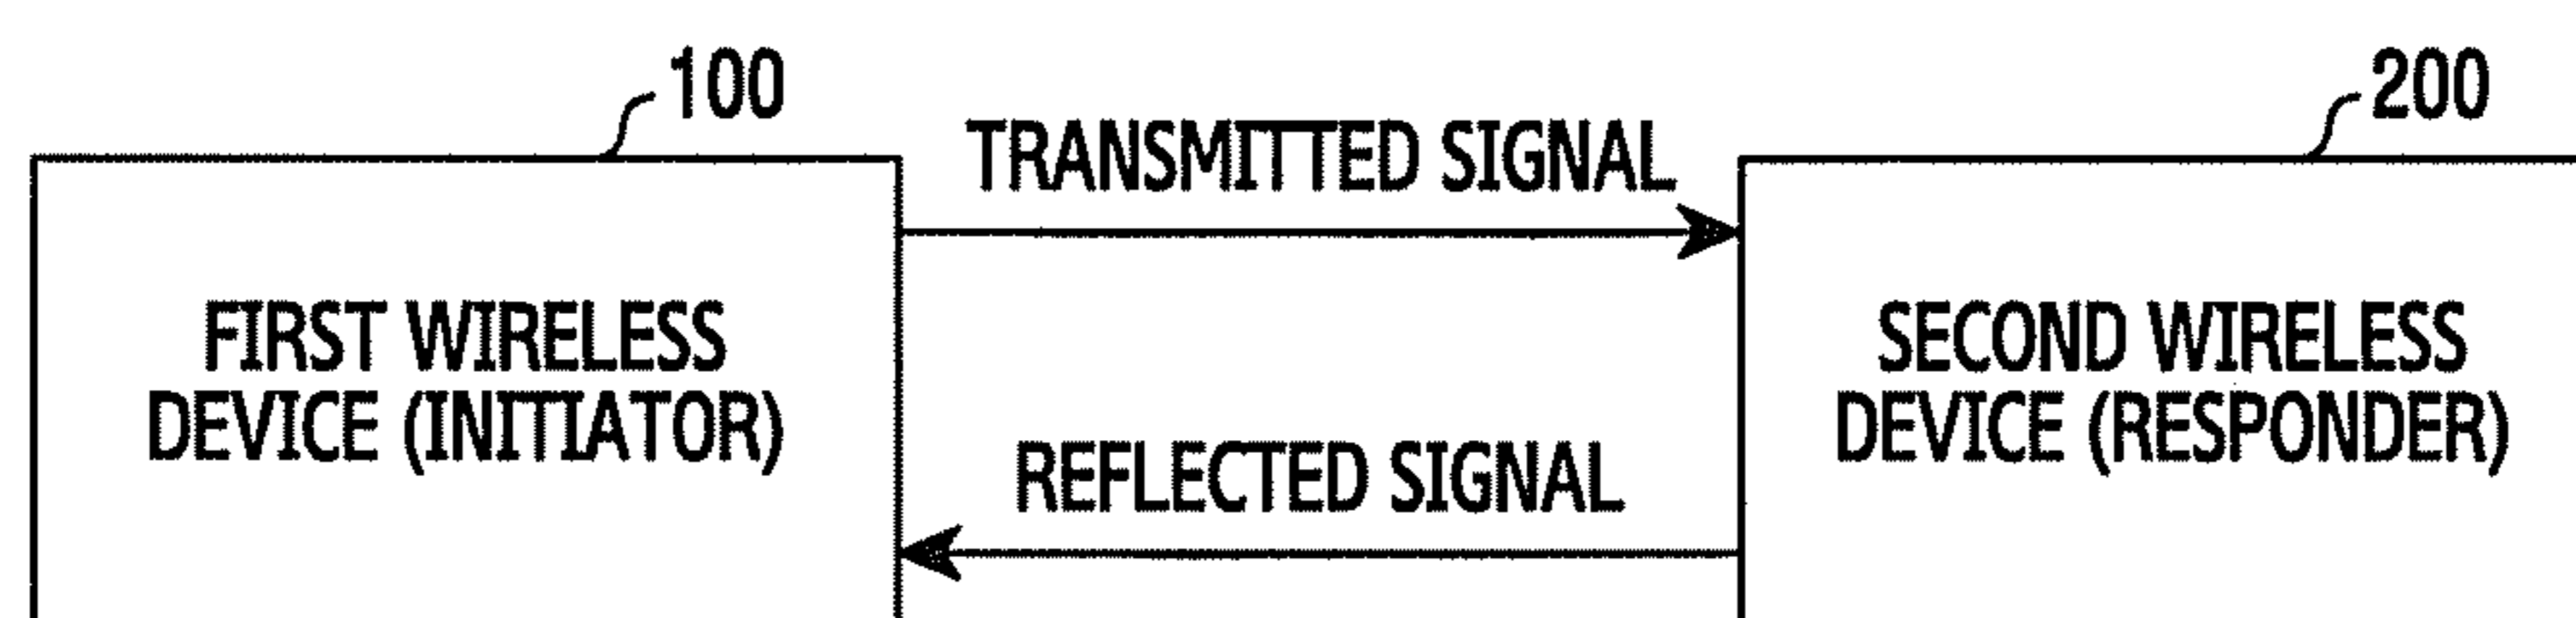 100
200
TRANSMITTED SIGNAL
FIRST WIRELESS
DEVICE (INITIATOR)
SECOND WIRELESS
DEVICE (RESPONDER)
REFLECTED SIGNAL